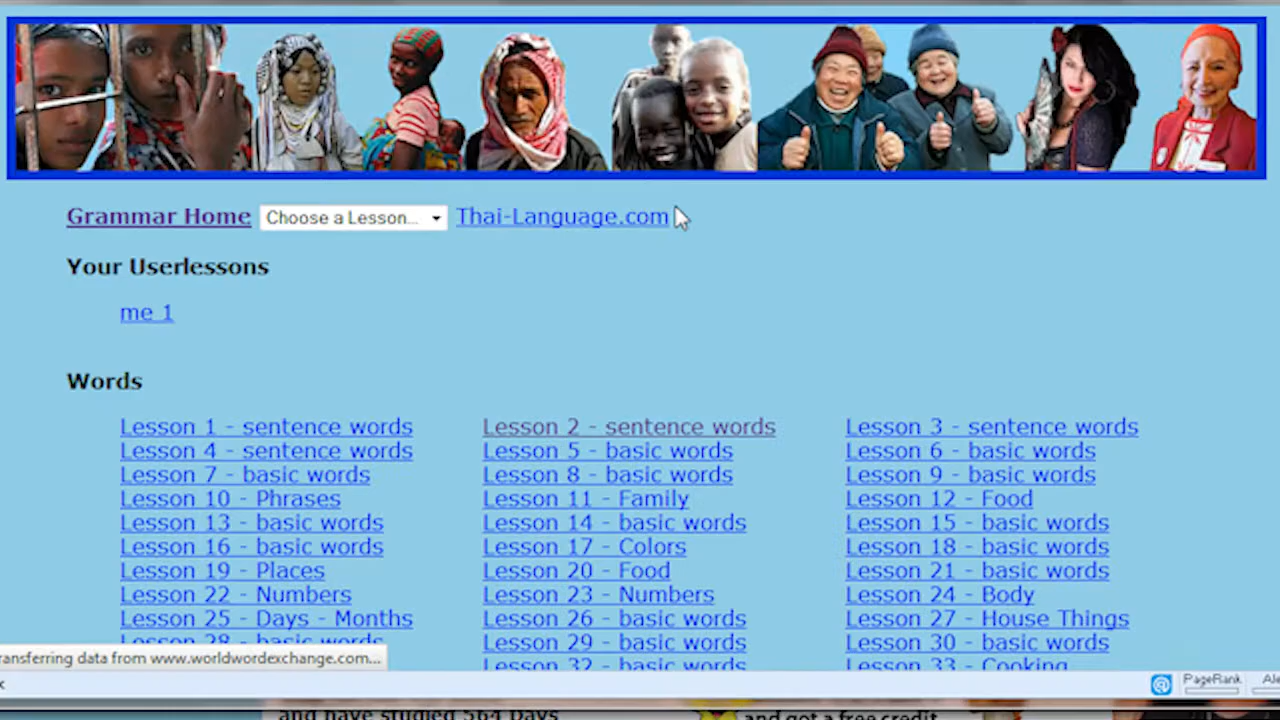 Grammar Home Choose a Lesson... Thai-Language.com
Your Userlessons
me 1
Words
Lesson 1 - sentence words Lesson 2 - sentence words Lesson 3 - sentence words
Lesson 4 - sentence words Lesson 5 - basic words Lesson 6 - basic words
Lesson 7 - basic words Lesson 8 - basic words Lesson 9 - basic words
Lesson 10 - Phrases Lesson 11 - Family Lesson 12 - Food
Lesson 13 - basic words Lesson 14 - basic words Lesson 15 - basic words
Lesson 16 - basic words Lesson 17 - Colors Lesson 18 - basic words
Lesson 19 - Places Lesson 20 - Food Lesson 21 - basic words
Lesson 22 - Numbers Lesson 23 - Numbers Lesson 24 - Body
Lesson 25 - Days - Months Lesson 26 - basic words Lesson 27 - House Things
Lesson 28 - basic words Lesson 29 - basic words Lesson 30 - basic words
Lesson 32 - basic words Lesson 33 - Cooking
ransferring data from www.worldwordexchange.com...
PageRank Ale
and have studied 564 Days and got a free credit